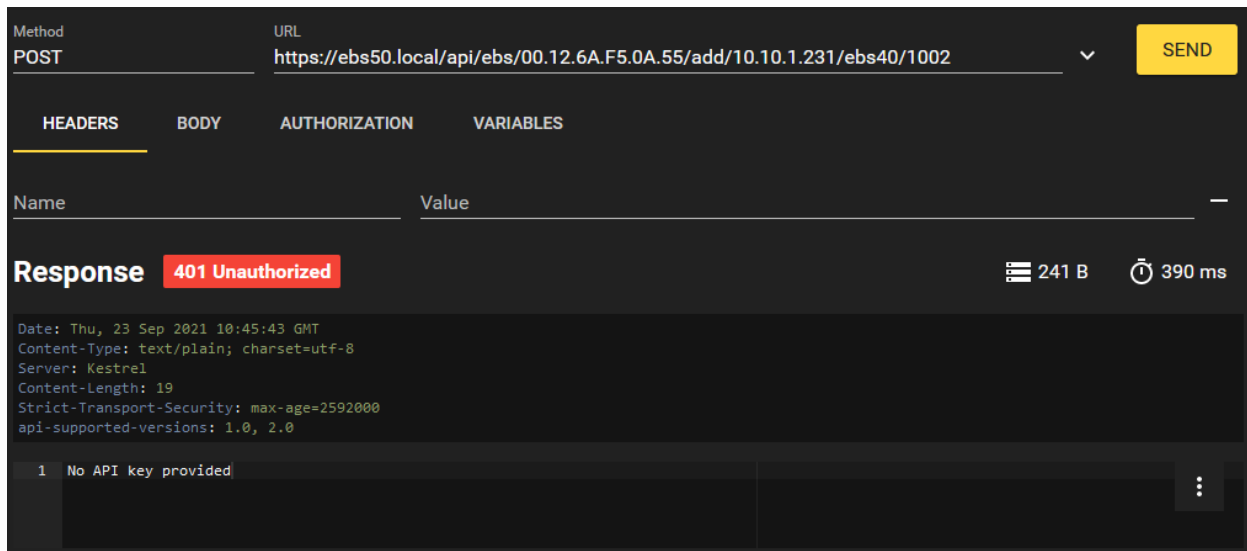 Method URL
POST https://ebs50.local/api/ebs/00.12.6A.F5.0A.55/add/10.10.1.231/ebs40/1002 SEND
HEADERS BODY AUTHORIZATION VARIABLES
Name Value
Response 401 Unauthorized 241 B 390 ms
Date: Thu, 23 Sep 2021 10:45:43 GMT
Content-Type: text/plain; charset=utf-8
Server: Kestrel
Content-Length: 19
Strict-Transport-Security: max-age=2592000
api-supported-versions: 1.0, 2.0
1 No API key provided